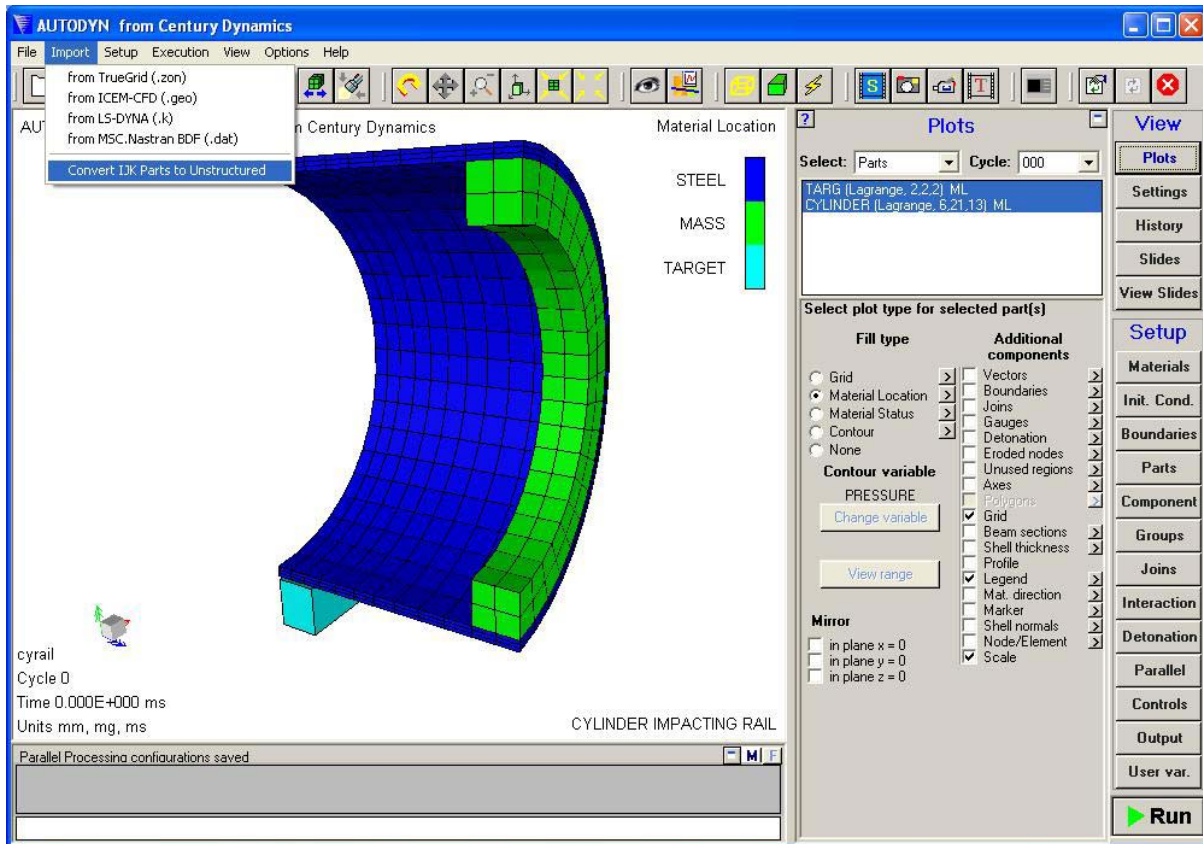 AUTODYN from Century Dynamics
File Import Setup Execution View Options Help
from TrueGrid (.zon)
from ICEM-CFD (.geo)
from LS-DYNA (.k)
from MSC.Nastran BDF (.dat)
Convert IJK Parts to Unstructured
AU
m Century Dynamics
Material Location
STEEL
MASS
TARGET
cyrail
Cycle 0
Time 0.000E+000 ms
Units mm, mg, ms
CYLINDER IMPACTING RAIL
Parallel Processing configurations saved
M F
S T
? Plots
Select: Parts Cycle: 000
TARG (Lagrange, 2,2,2) ML
CYLINDER (Lagrange, 6,21,13) ML
Select plot type for selected part(s)
Fill type
Grid >
Material Location >
Material Status >
Contour >
None
Contour variable
PRESSURE
Change variable
View range
Mirror
in plane x = 0
in plane y = 0
in plane z = 0
Additional
components
Vectors >
Boundaries >
Joins >
Gauges >
Detonation >
Eroded nodes >
Unused regions >
Axes >
Polygons >
Grid
Beam sections >
Shell thickness >
Profile
Legend >
Mat. direction >
Marker >
Shell normals >
Node/Element >
Scale
View
Plots
Settings
History
Slides
View Slides
Setup
Materials
Init. Cond.
Boundaries
Parts
Component
Groups
Joins
Interaction
Detonation
Parallel
Controls
Output
User var.
Run